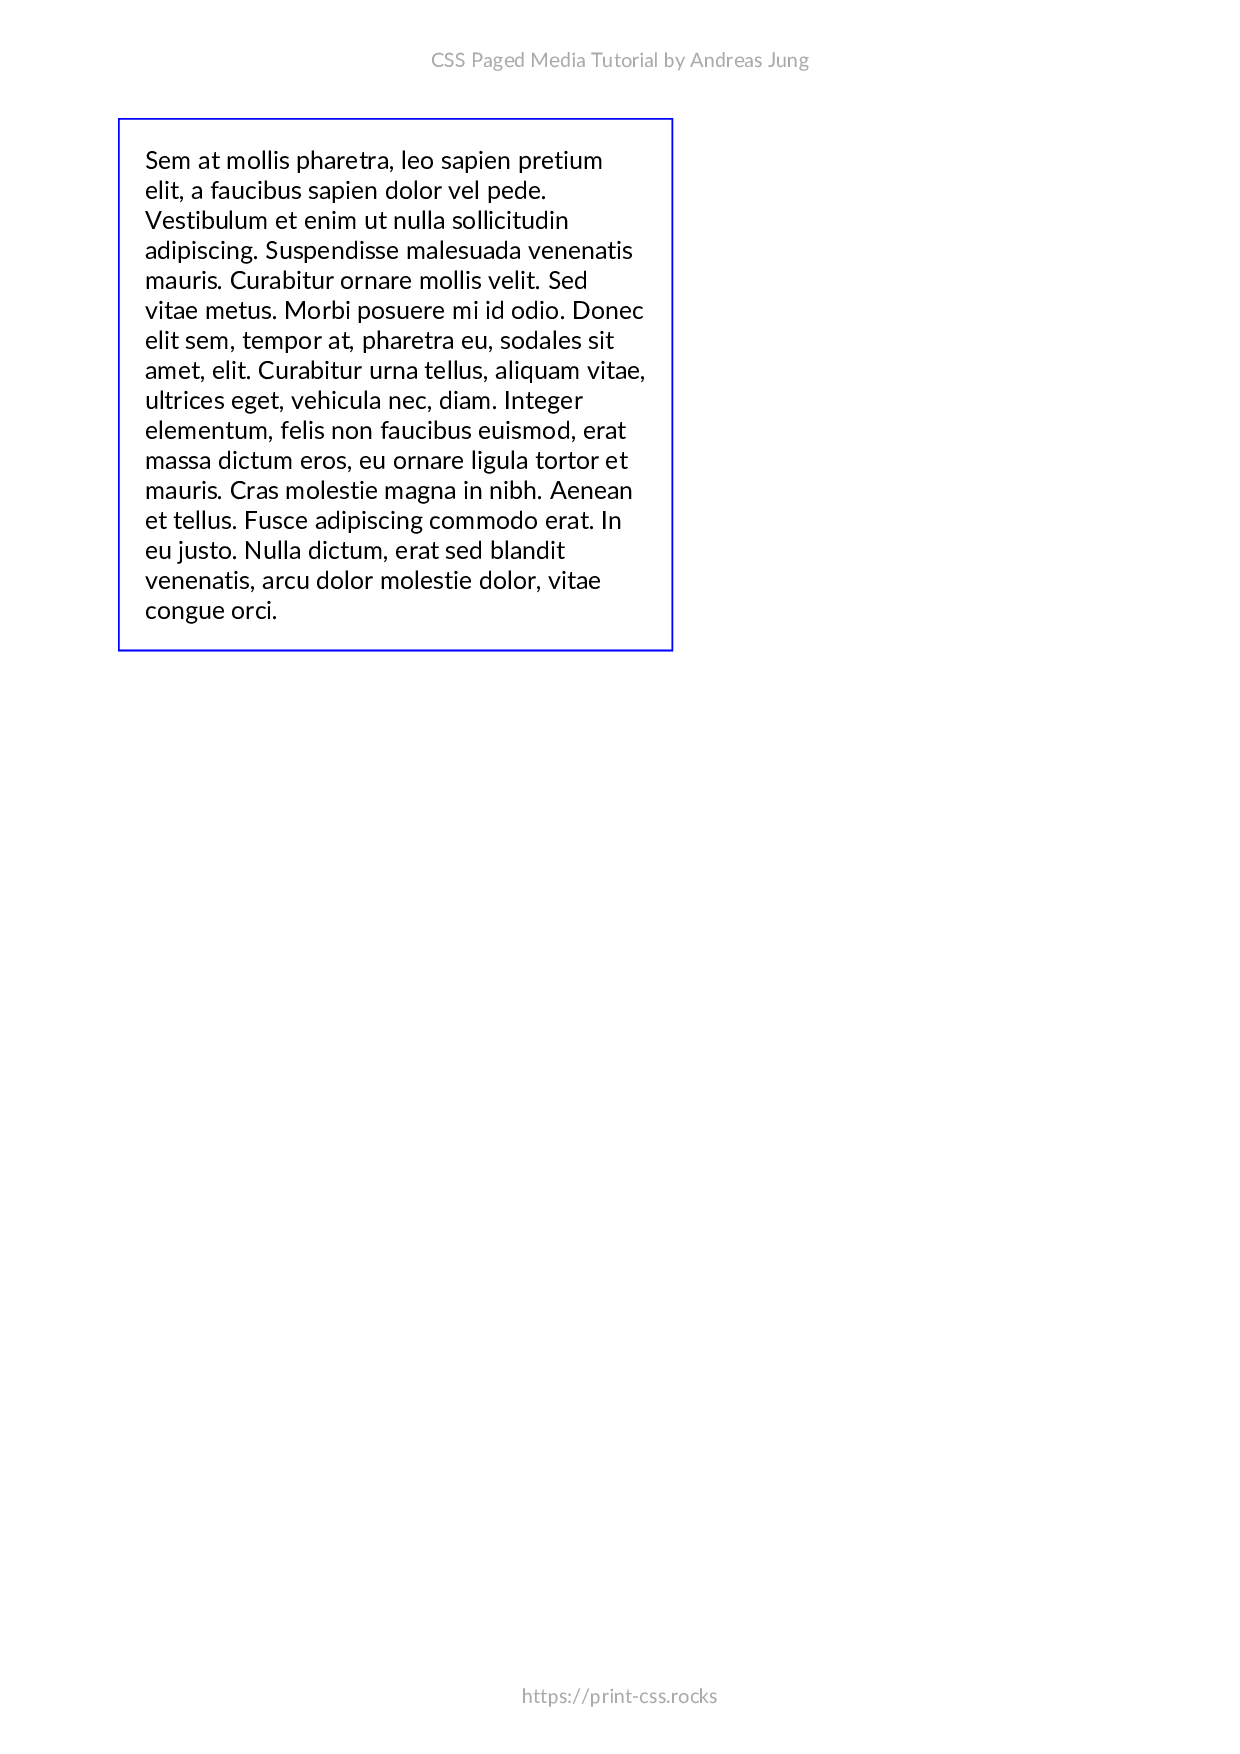 CSS Paged Media Tutorial by Andreas Jung
Sem at mollis pharetra, leo sapien pretium
elit, a faucibus sapien dolor vel pede.
Vestibulum et enim ut nulla sollicitudin
adipiscing. Suspendisse malesuada venenatis
mauris. Curabitur ornare mollis velit. Sed
vitae metus. Morbi posuere mi id odio. Donec
elit sem, tempor at, pharetra eu, sodales sit
amet, elit. Curabitur urna tellus, aliquam vitae,
ultrices eget, vehicula nec, diam. Integer
elementum, felis non faucibus euismod, erat
massa dictum eros, eu ornare ligula tortor et
mauris. Cras molestie magna in nibh. Aenean
et tellus. Fusce adipiscing commodo erat. In
eu justo. Nulla dictum, erat sed blandit
venenatis, arcu dolor molestie dolor, vitae
congue orci.
https://print-css.rocks